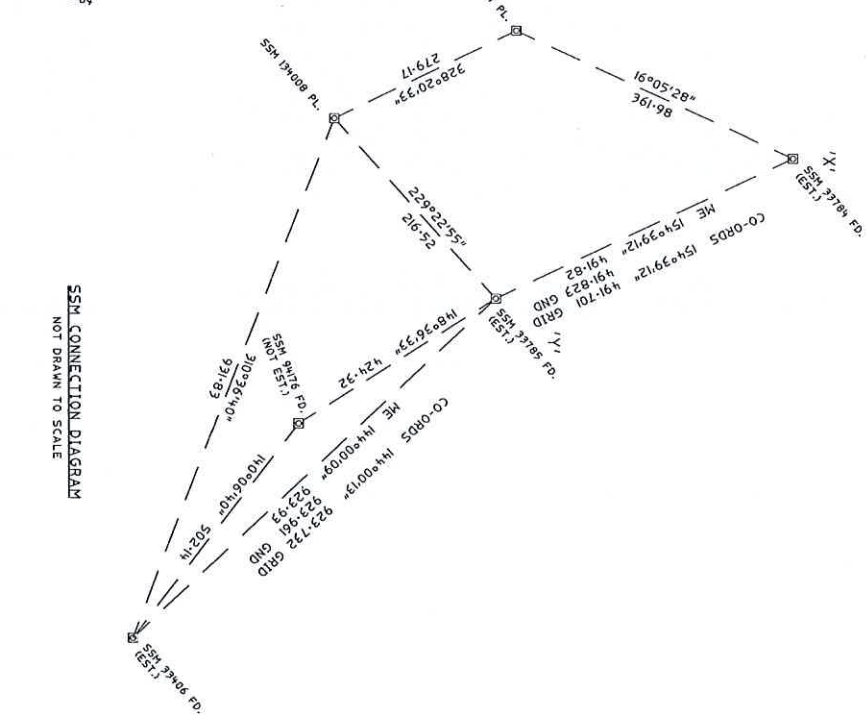 PL.
SSM 134008 PL.
279·17
328°20'33"
16°05'28"
361·98
'X'
SSM 33784 FD.
(EST.)
229°22'55"
216·52
CO-ORDS 154°39'12" 491·701 GRID
491·823 GND
ME 154°39'12" 491·82
SSM 33785 FD.
(EST.)
'Y'
148°36'33"
424·32
SSM 94176 FD.
(NOT EST.)
310°36'40"
931·83
140°06'40"
502·14
CO-ORDS 144°00'13" 923·732 GRID
923·961 GND
ME 144°00'09" 923·93
SSM 33406 FD.
(EST.)
SSM CONNECTION DIAGRAM
NOT DRAWN TO SCALE